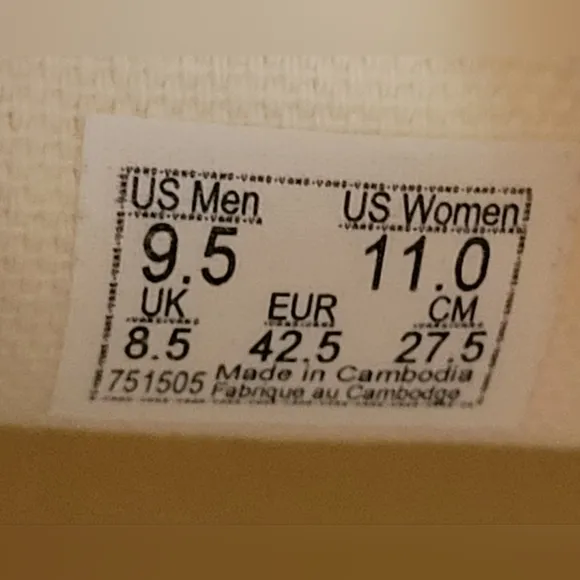 US Men US Women
9.5 11.0
UK EUR CM
8.5 42.5 27.5
751505 Made in Cambodia
Fabrique au Cambodge